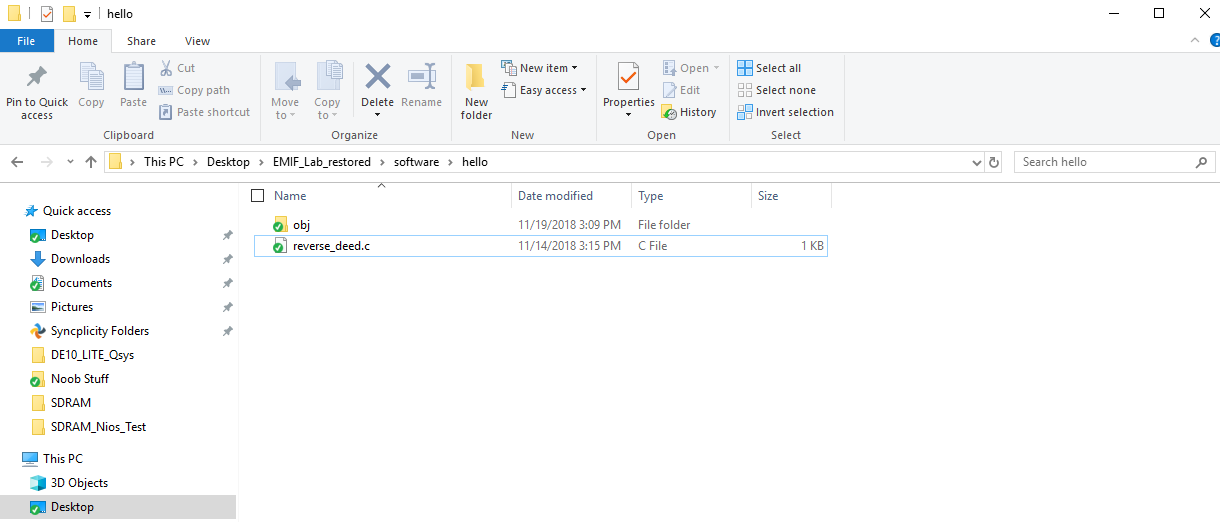 hello
File Home Share View
Pin to Quick access
Copy
Paste
Cut
Copy path
Paste shortcut
Clipboard
Move to
Copy to
Delete
Rename
Organize
New folder
New item
Easy access
New
Properties
Open
Edit
History
Open
Select all
Select none
Invert selection
Select
This PC > Desktop > EMIF_Lab_restored > software > hello
Search hello
Name Date modified Type Size
obj 11/19/2018 3:09 PM File folder
reverse_deed.c 11/14/2018 3:15 PM C File 1 KB
Quick access
Desktop
Downloads
Documents
Pictures
Syncplicity Folders
DE10_LITE_Qsys
Noob Stuff
SDRAM
SDRAM_Nios_Test
This PC
3D Objects
Desktop